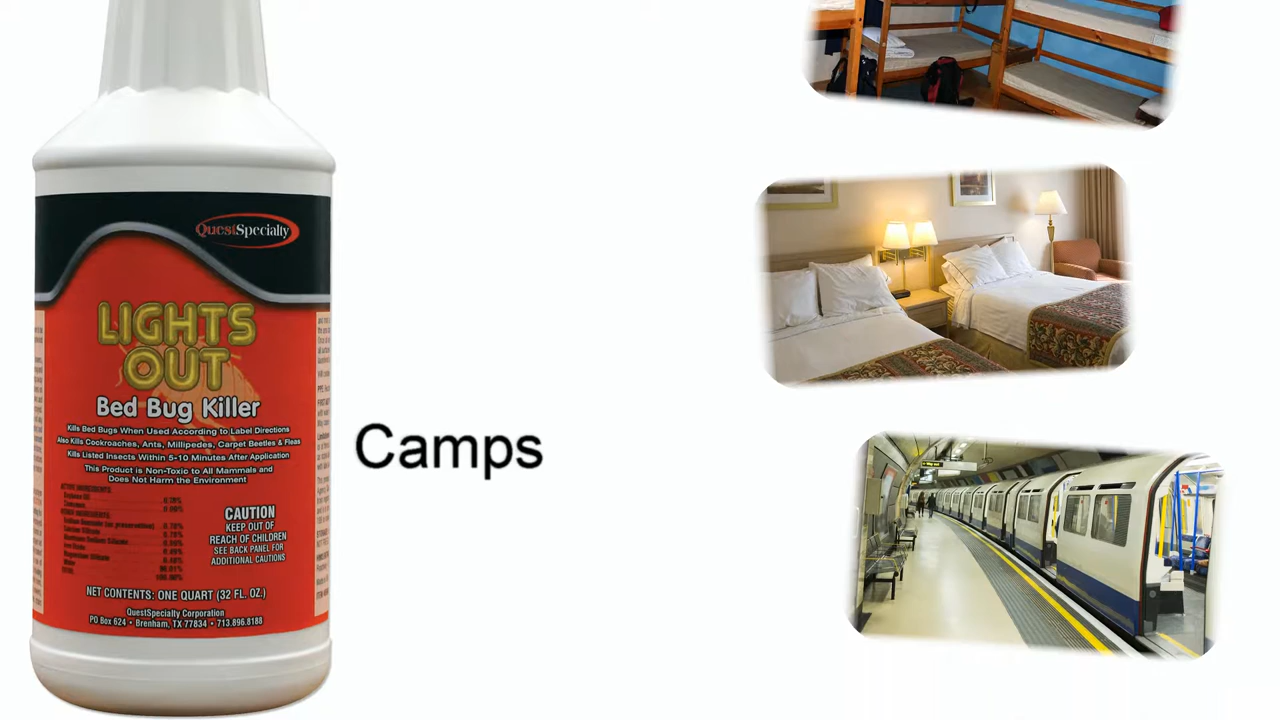 QuestSpecialty
LIGHTS
OUT
Bed Bug Killer
Kills Bed Bugs When Used According to Label Directions
Also Kills Cockroaches, Ants, Millipedes, Carpet Beetles & Fleas
Kills Listed Insects Within 5-10 Minutes After Application
This Product is Non-Toxic to All Mammals and
Does Not Harm the Environment
CAUTION
KEEP OUT OF
REACH OF CHILDREN
SEE BACK PANEL FOR
ADDITIONAL CAUTIONS
NET CONTENTS: ONE QUART (32 FL. OZ.)
QuestSpecialty Corporation
PO Box 624 • Brenham, TX 77834 • 713.896.8188
Camps